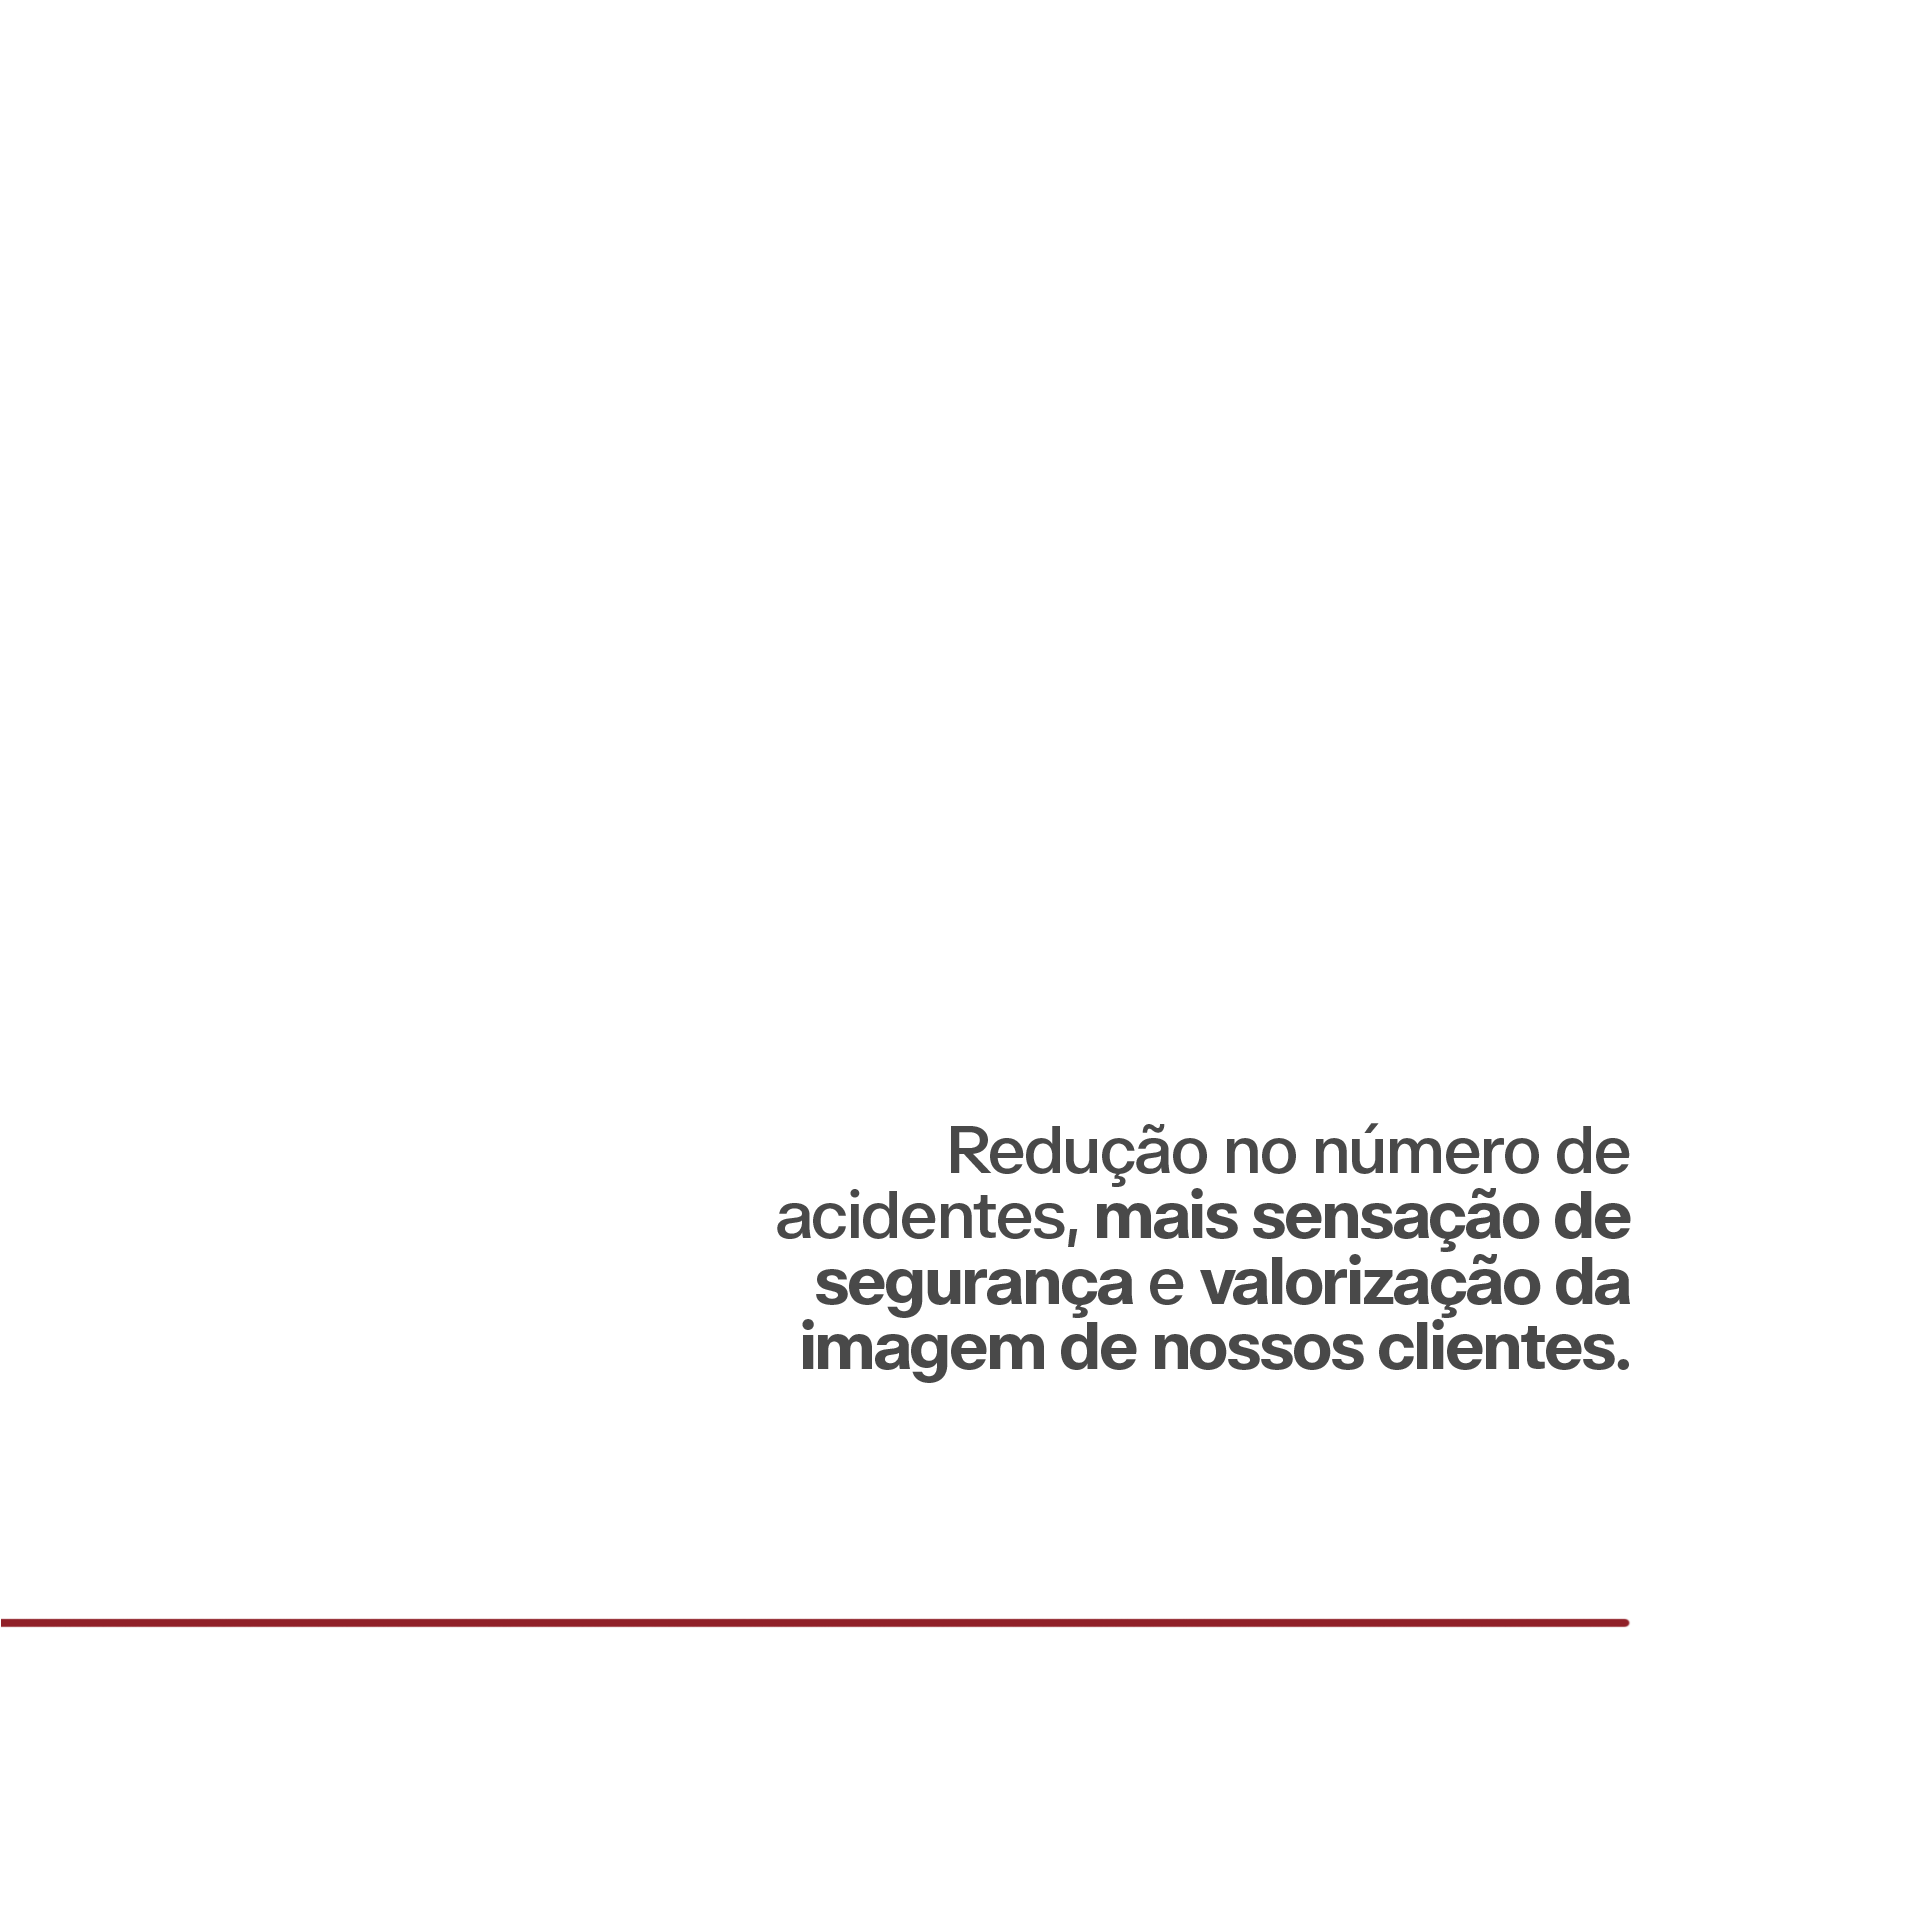 Redução no número de
acidentes, mais sensação de
segurança e valorização da
imagem de nossos clientes.